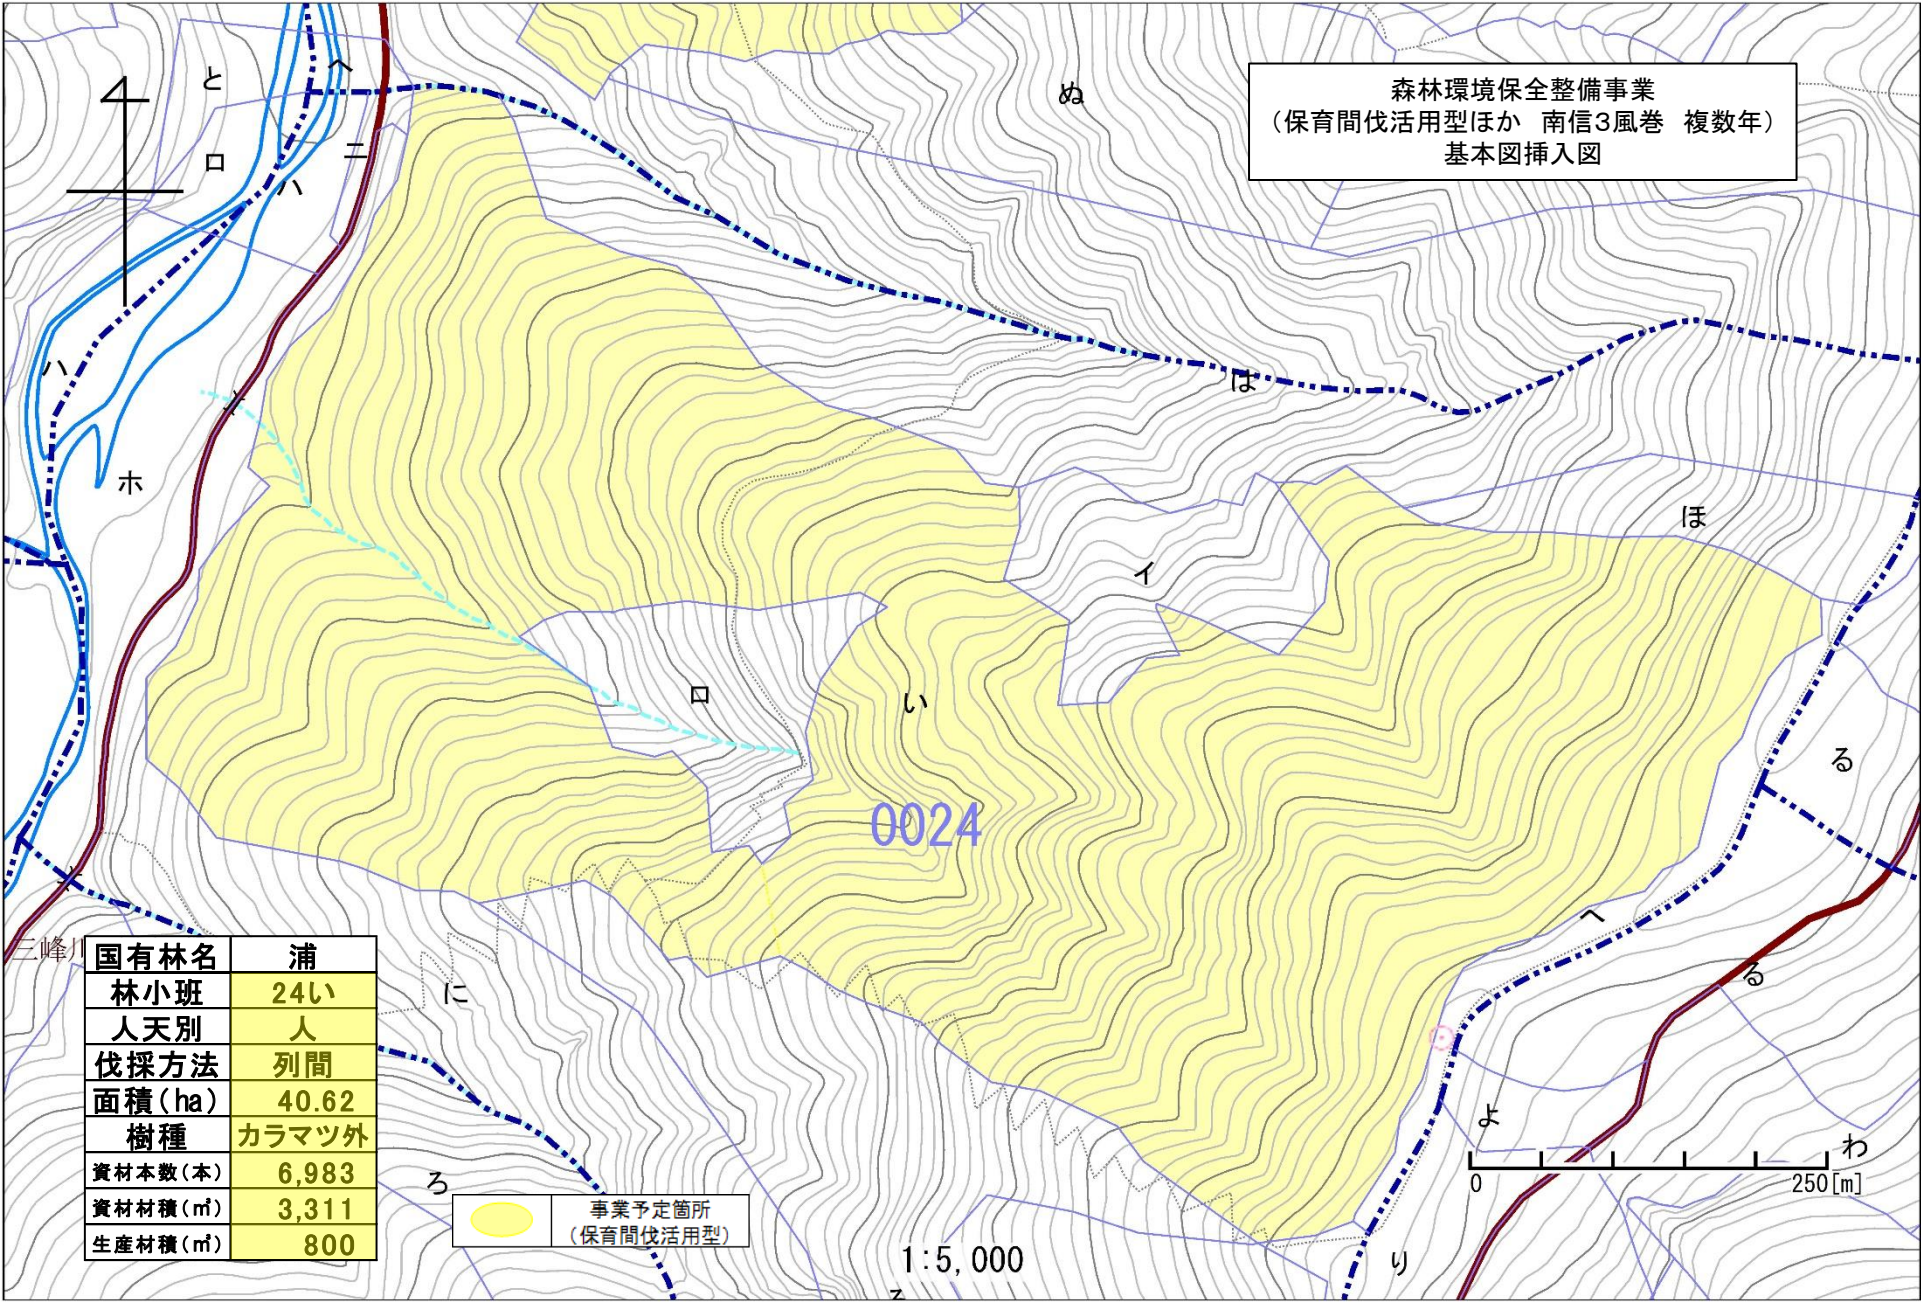 森林環境保全整備事業
（保育間伐活用型ほか　南信3風巻　複数年）
基本図挿入図
と
ヘ
ロ
ニ
ハ
ぬ
ハ
は
ホ
ほ
イ
ロ
い
る
0024
ヘ
る
三峰川
に
国有林名 浦
林小班 24い
人天別 人
伐採方法 列間
面積（ha） 40.62
樹種 カラマツ外
資材本数（本） 6,983
資材材積（㎥） 3,311
生産材積（㎥） 800
ろ
事業予定箇所
（保育間伐活用型）
よ
わ
0 250[m]
1:5,000
り